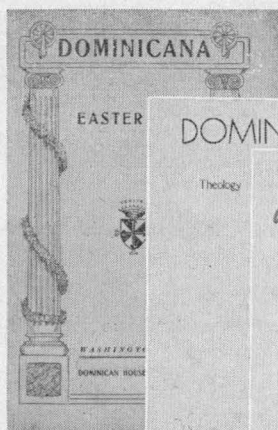 DOMINICANA
EASTER
DOMIN
Theology
WASHINGTO
DOMINICAN HOUSE